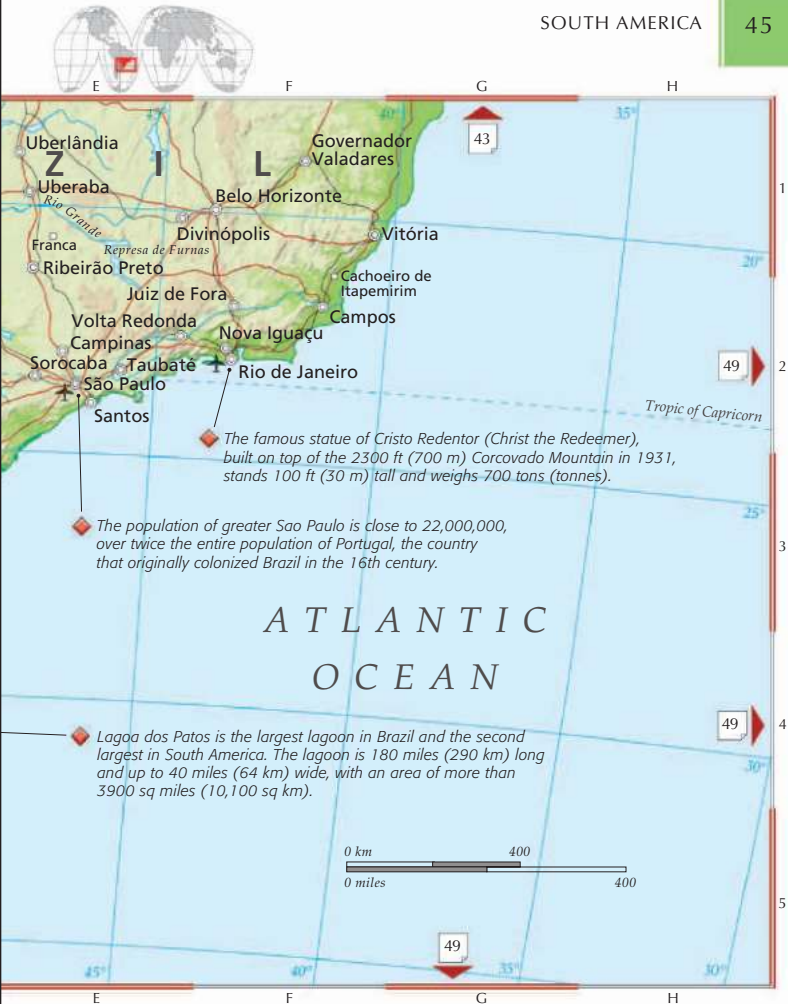 SOUTH AMERICA 45
E F G H
45° 40° 35°
43
Uberlândia
Governador
Valadares
Z I L
Uberaba
Rio Grande
Belo Horizonte
1
Divinópolis
Vitória
Franca
Represa de Furnas
20°
Ribeirão Preto
Cachoeiro de
Itapemirim
Juiz de Fora
Campos
Volta Redonda
Nova Iguaçu
Campinas
Sorocaba
Taubaté
49
2
Rio de Janeiro
São Paulo
Santos
Tropic of Capricorn
The famous statue of Cristo Redentor (Christ the Redeemer),
built on top of the 2300 ft (700 m) Corcovado Mountain in 1931,
stands 100 ft (30 m) tall and weighs 700 tons (tonnes).
25°
The population of greater Sao Paulo is close to 22,000,000,
over twice the entire population of Portugal, the country
that originally colonized Brazil in the 16th century.
3
ATLANTIC
OCEAN
49
4
Lagoa dos Patos is the largest lagoon in Brazil and the second
largest in South America. The lagoon is 180 miles (290 km) long
and up to 40 miles (64 km) wide, with an area of more than
3900 sq miles (10,100 sq km).
30°
0 km 400
0 miles 400
5
49
45° 40° 35° 30°
E F G H